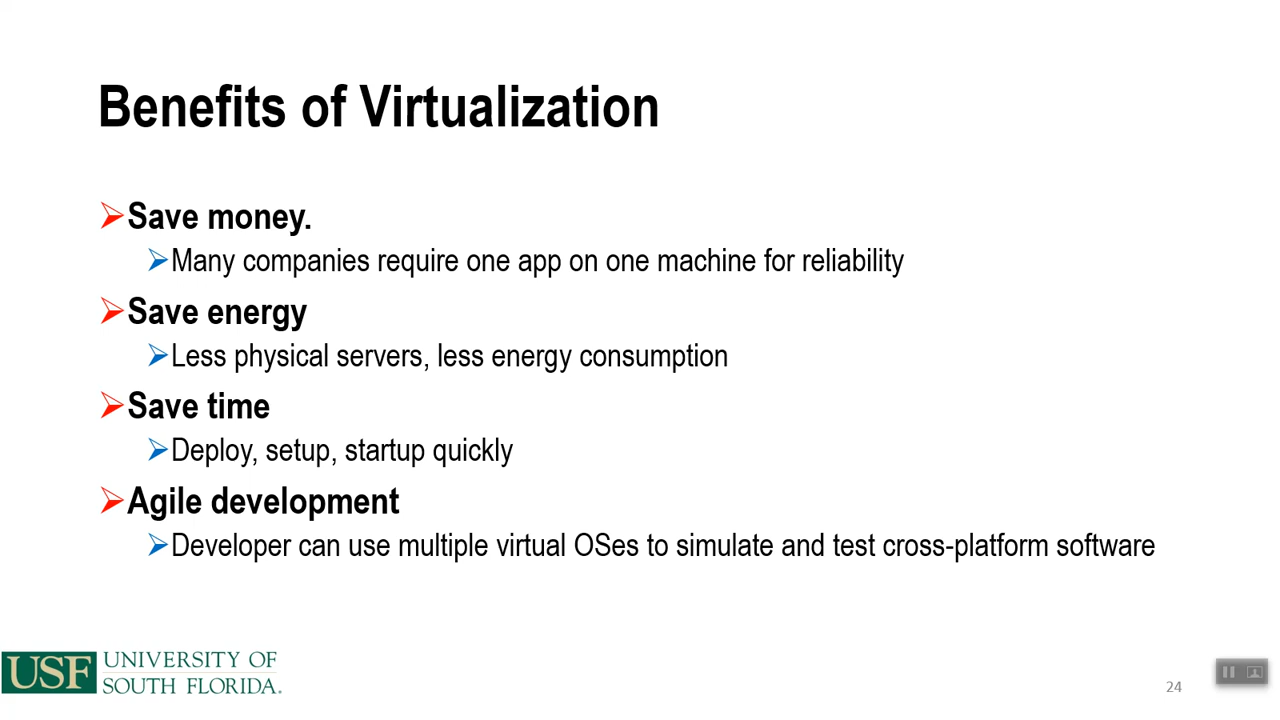 Benefits of Virtualization
Save money.
Many companies require one app on one machine for reliability
Save energy
Less physical servers, less energy consumption
Save time
Deploy, setup, startup quickly
Agile development
Developer can use multiple virtual OSes to simulate and test cross-platform software
USF UNIVERSITY OF
SOUTH FLORIDA.
24